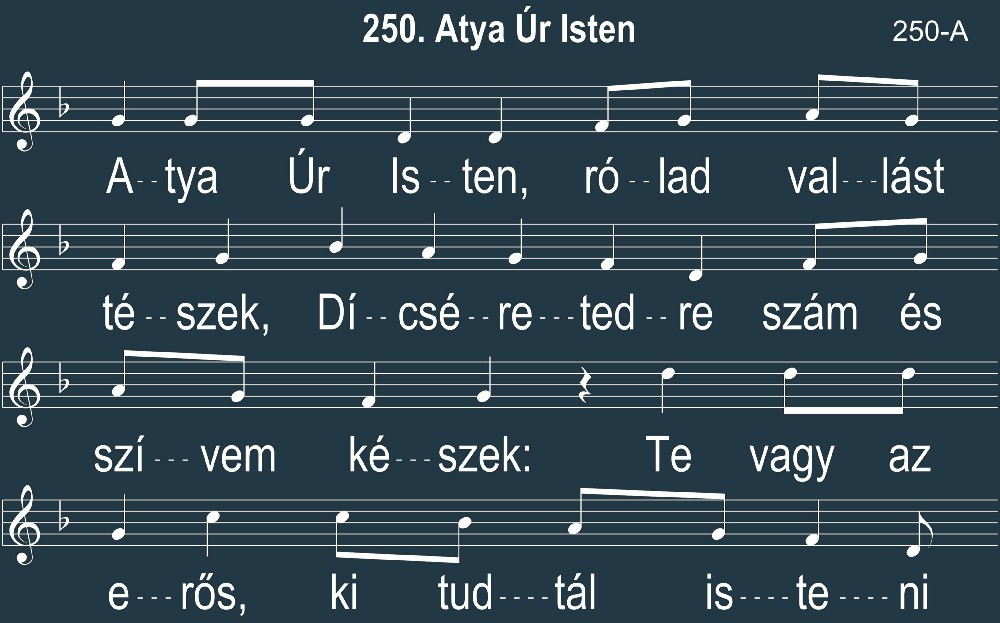 250. Atya Úr Isten
250-A
A--tya Úr Is--ten, ró--lad val---lást
té--szek, Dí--csé--re---ted--re szám és
szí---vem ké---szek: Te vagy az
e---rős, ki tud----tál is----te----ni